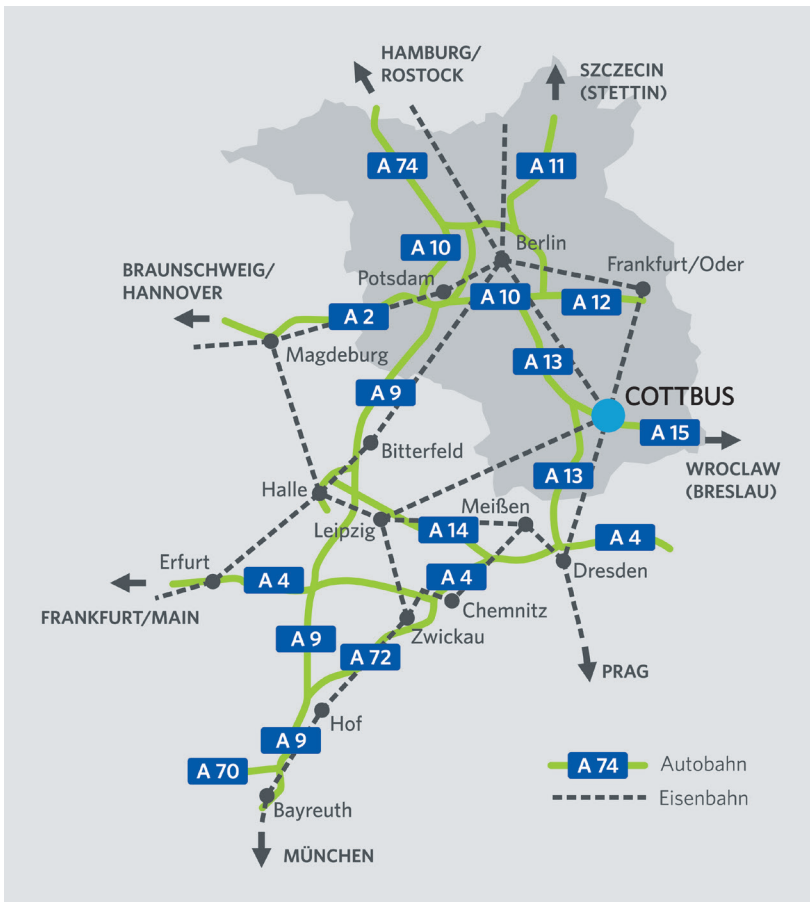 HAMBURG/
ROSTOCK
SZCZECIN
(STETTIN)
A 74
A 11
A 10
Berlin
Frankfurt/Oder
BRAUNSCHWEIG/
HANNOVER
Potsdam
A 10
A 12
A 2
Magdeburg
A 13
A 9
COTTBUS
A 15
Bitterfeld
WROCLAW
(BRESLAU)
A 13
Halle
Meißen
Leipzig
A 14
A 4
Erfurt
A 4
A 4
Dresden
FRANKFURT/MAIN
Chemnitz
Zwickau
A 9
A 72
PRAG
Hof
A 9
A 70
A 74 Autobahn
Eisenbahn
Bayreuth
MÜNCHEN